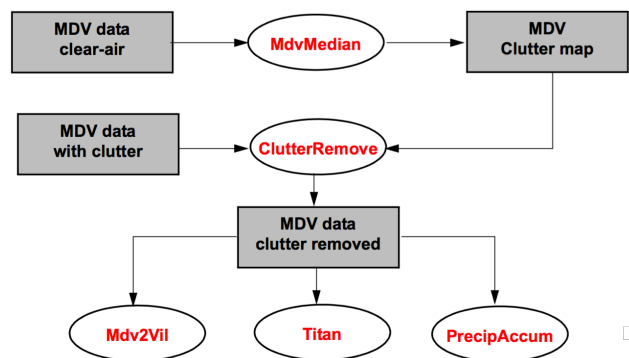 MDV data
clear-air
MdvMedian
MDV
Clutter map
MDV data
with clutter
ClutterRemove
MDV data
clutter removed
Mdv2Vil
Titan
PrecipAccum